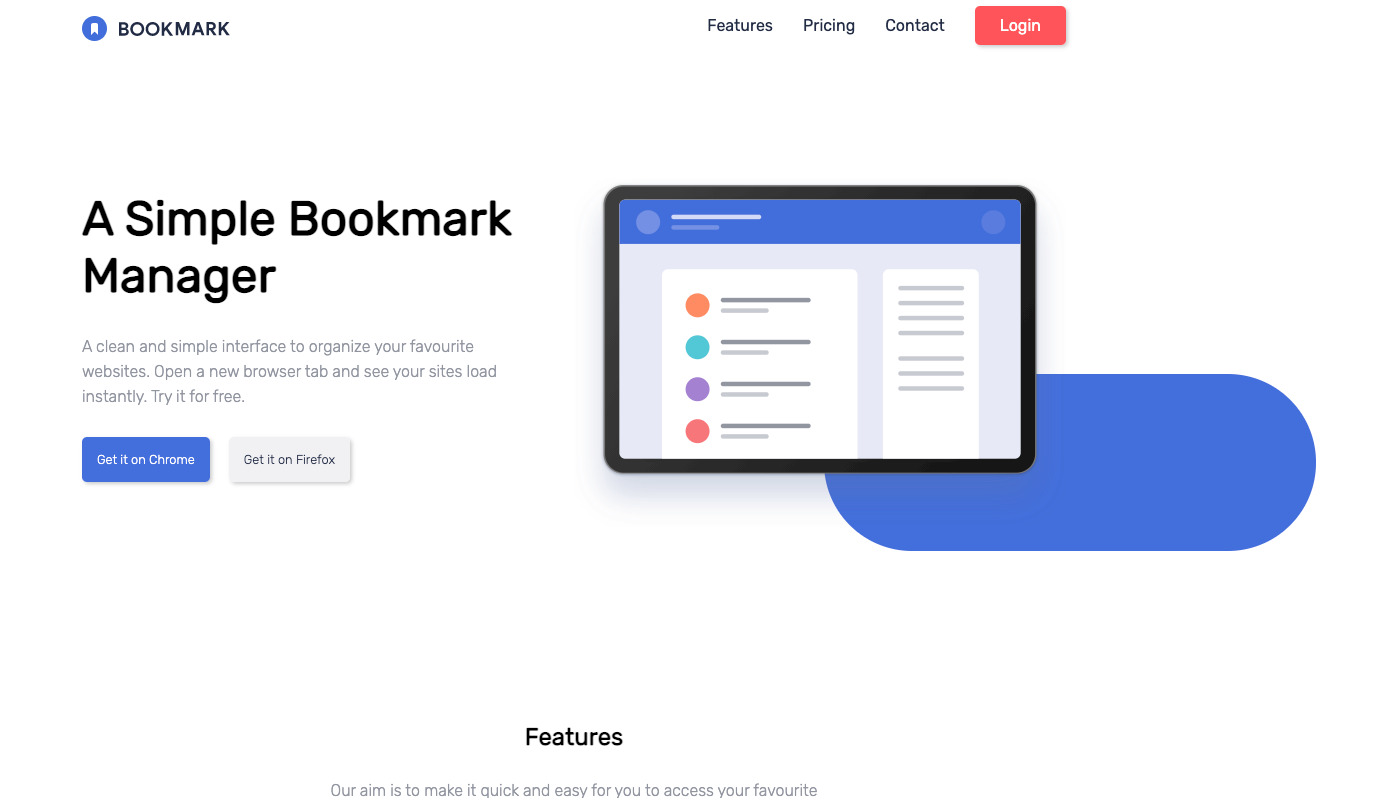 BOOKMARK
Features
Pricing
Contact
Login
A Simple Bookmark
Manager
A clean and simple interface to organize your favourite
websites. Open a new browser tab and see your sites load
instantly. Try it for free.
Get it on Chrome
Get it on Firefox
Features
Our aim is to make it quick and easy for you to access your favourite